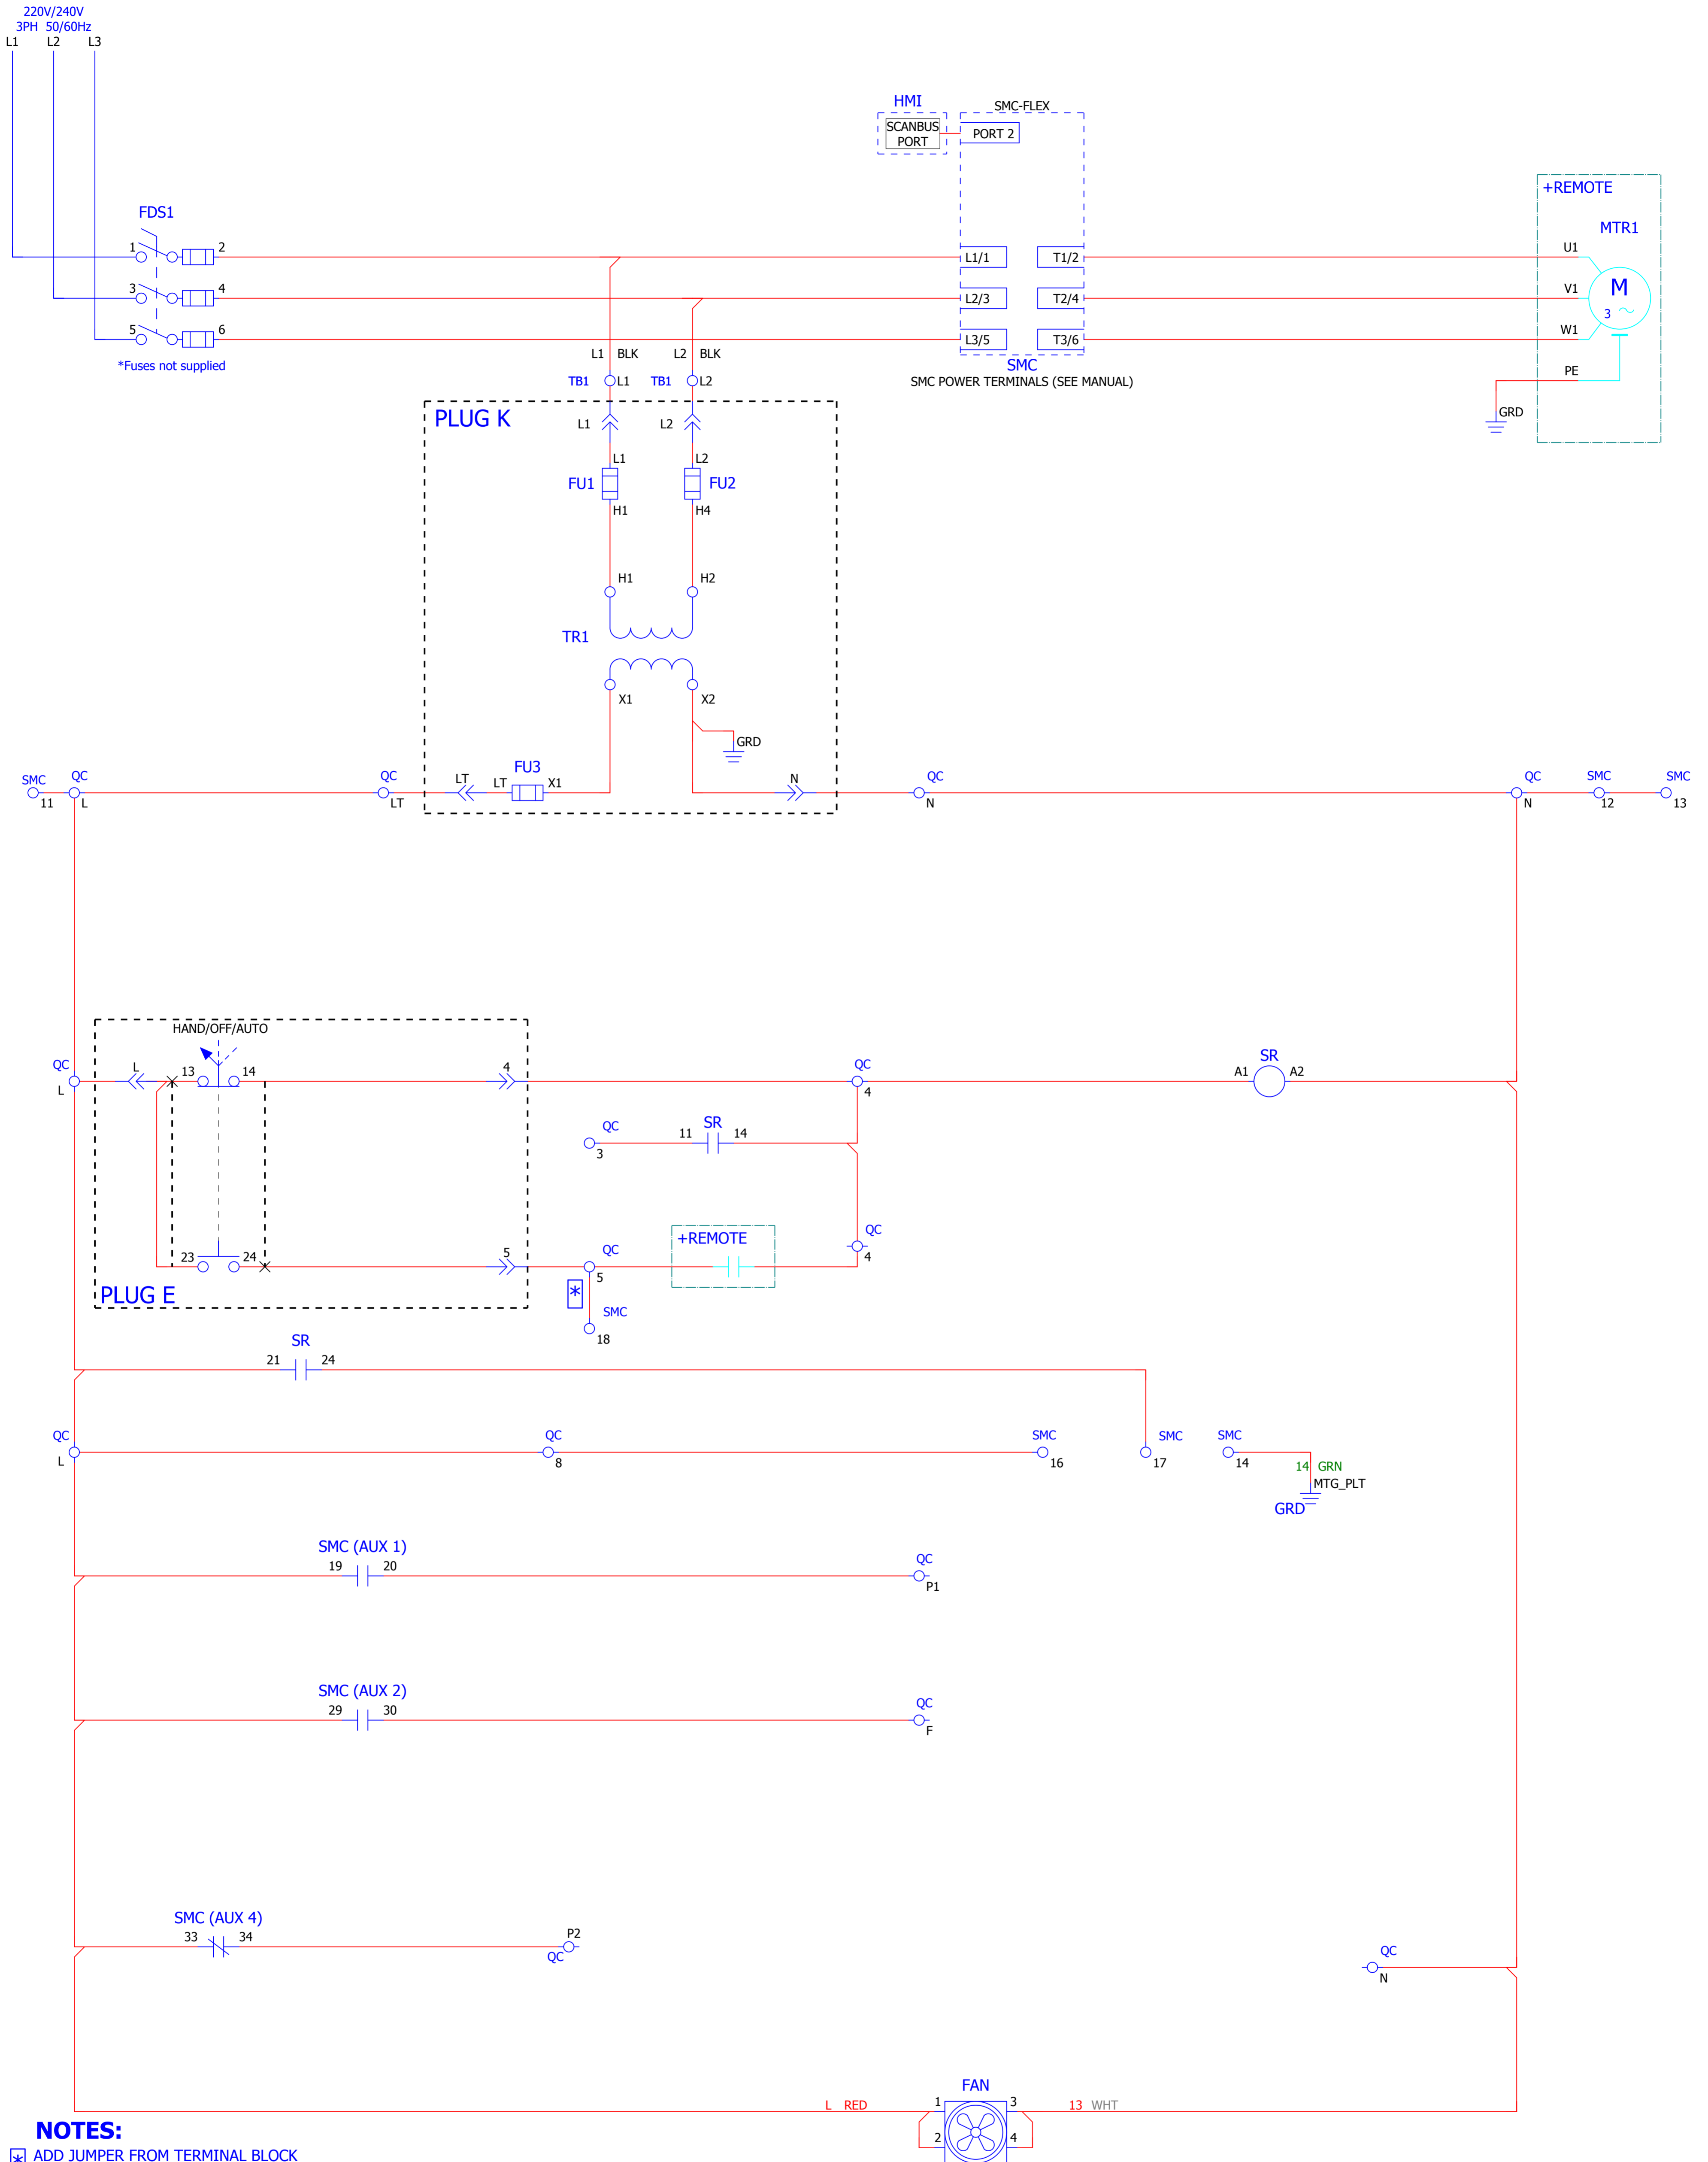 220V/240V
3PH 50/60Hz
L1 L2 L3
HMI
SMC-FLEX
SCANBUS
PORT
PORT 2
+REMOTE
MTR1
FDS1
1 2
L1/1 T1/2 U1
3 4
L2/3 T2/4 V1
M
3
5 6
L3/5 T3/6 W1
*Fuses not supplied
L1 BLK L2 BLK
SMC
SMC POWER TERMINALS (SEE MANUAL)
PE
TB1 L1 TB1 L2
GRD
PLUG K
L1 L2
L1 L2
FU1 FU2
H1 H4
H1 H2
TR1
X1 X2
GRD
SMC QC QC LT FU3 N QC QC SMC SMC
LT X1
11 L LT N N 12 13
HAND/OFF/AUTO
QC L 13 14 4 QC SR
A1 A2
L 4
QC SR
11 14
3
QC
+REMOTE
23 24 5 QC 4
5
PLUG E
*
SMC
18
SR
21 24
QC QC SMC SMC SMC
L 8 16 17 14
14 GRN
MTG_PLT
GRD
SMC (AUX 1)
19 20 QC
P1
SMC (AUX 2)
29 30 QC
F
SMC (AUX 4)
33 34 P2
QC
QC
N
FAN
L RED 1 3 13 WHT
2 4
NOTES:
* ADD JUMPER FROM TERMINAL BLOCK